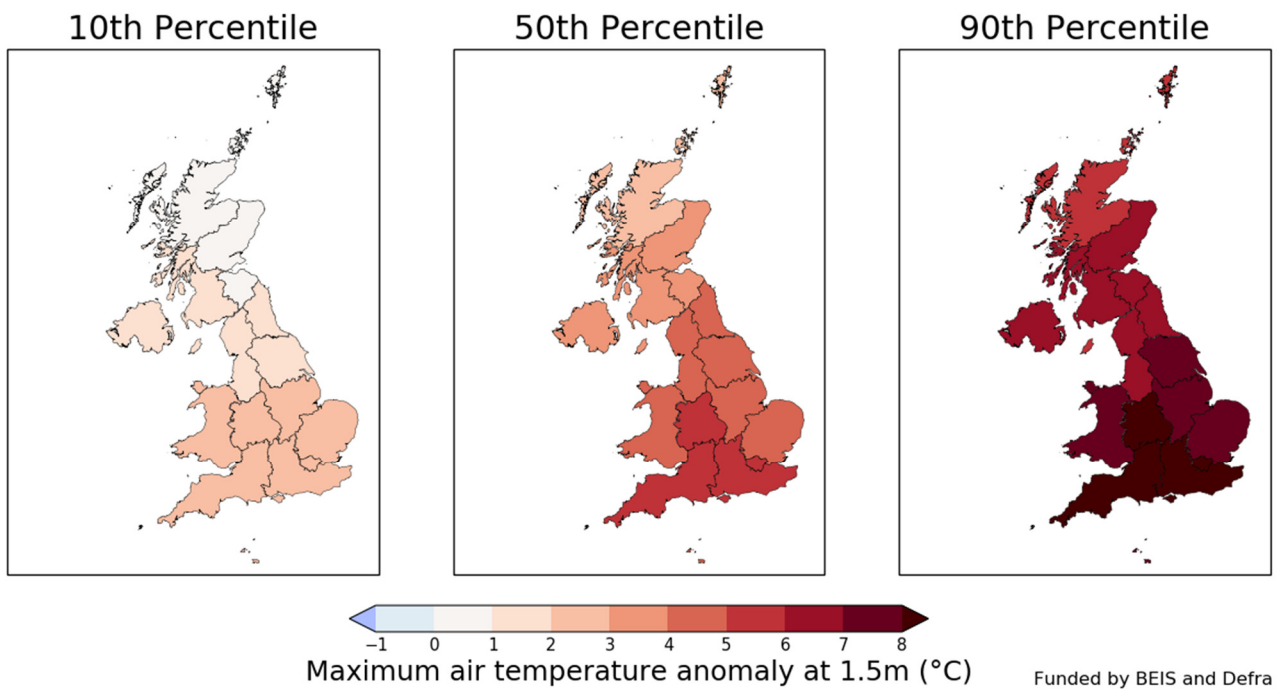 10th Percentile
50th Percentile
90th Percentile
−1 0 1 2 3 4 5 6 7 8
Maximum air temperature anomaly at 1.5m (°C)
Funded by BEIS and Defra